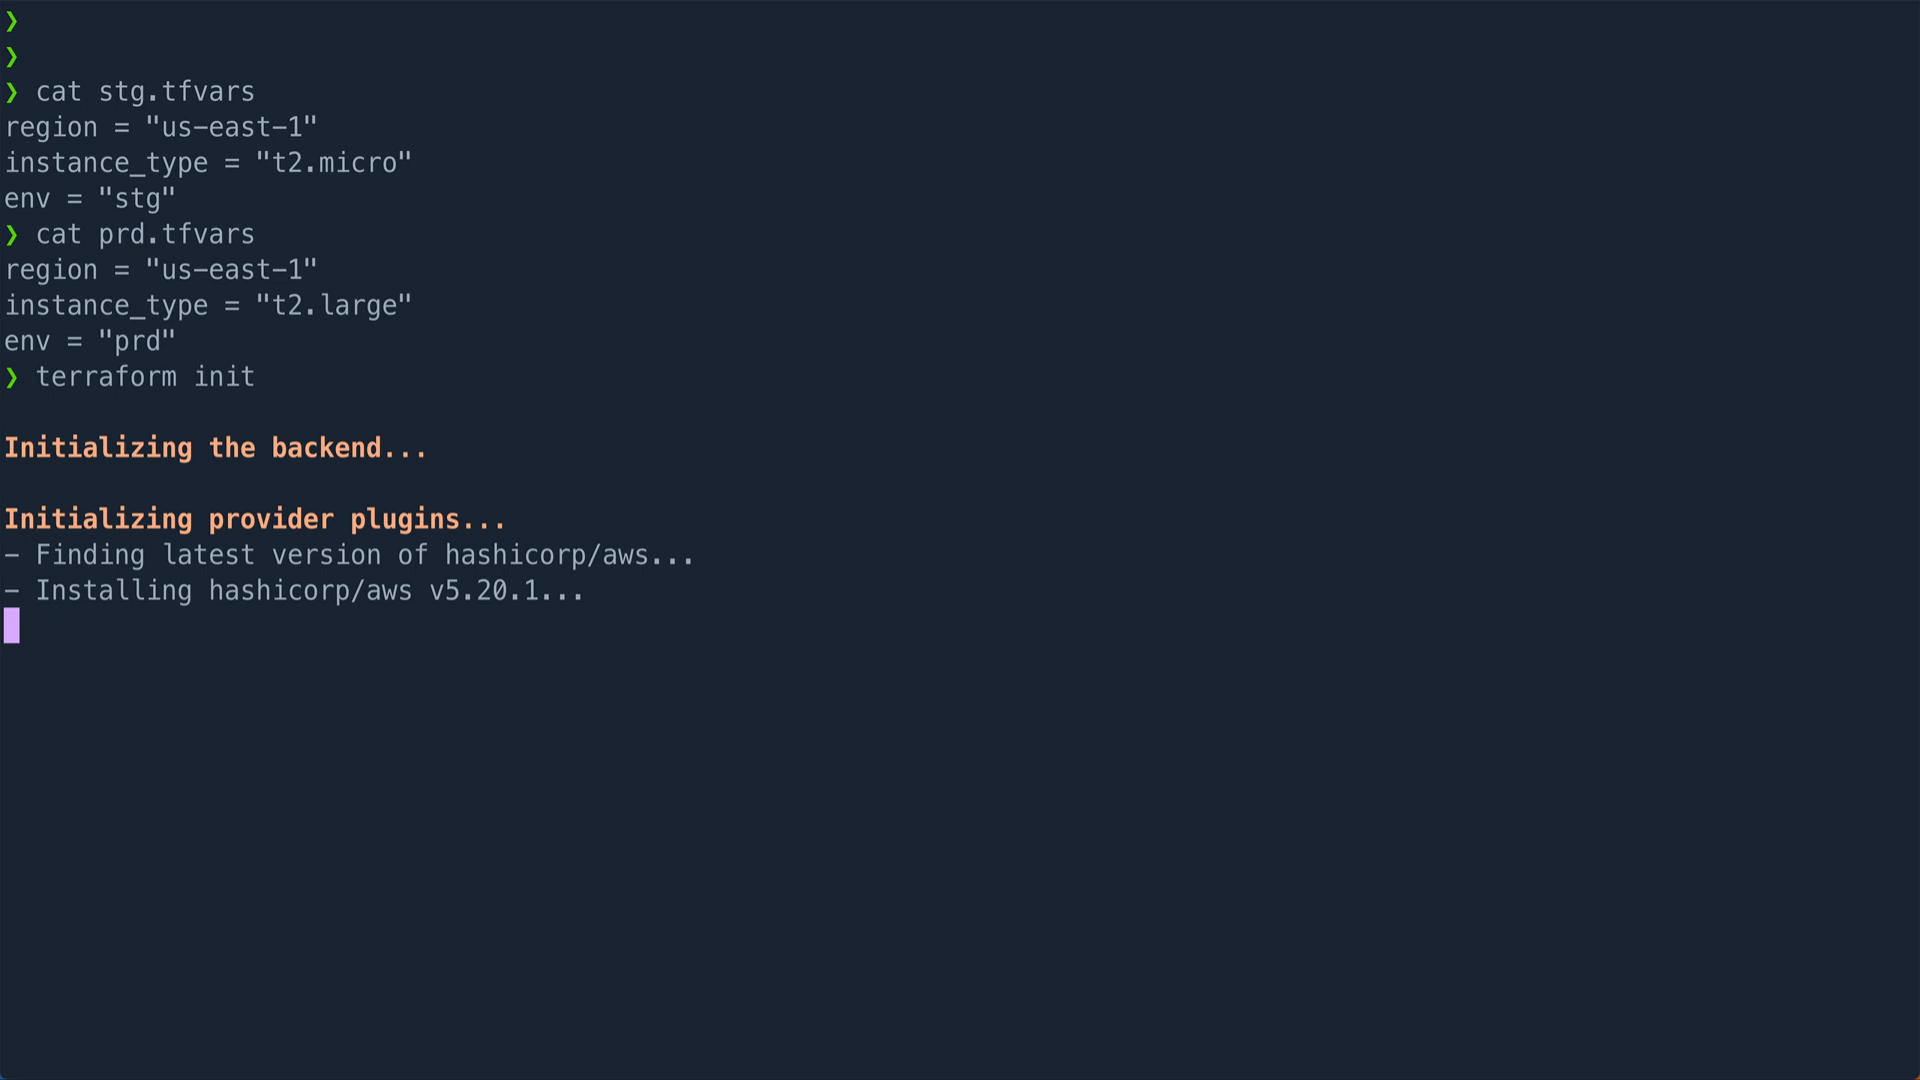 ❯
❯
❯ cat stg.tfvars
region = "us-east-1"
instance_type = "t2.micro"
env = "stg"
❯ cat prd.tfvars
region = "us-east-1"
instance_type = "t2.large"
env = "prd"
❯ terraform init
Initializing the backend...
Initializing provider plugins...
- Finding latest version of hashicorp/aws...
- Installing hashicorp/aws v5.20.1...